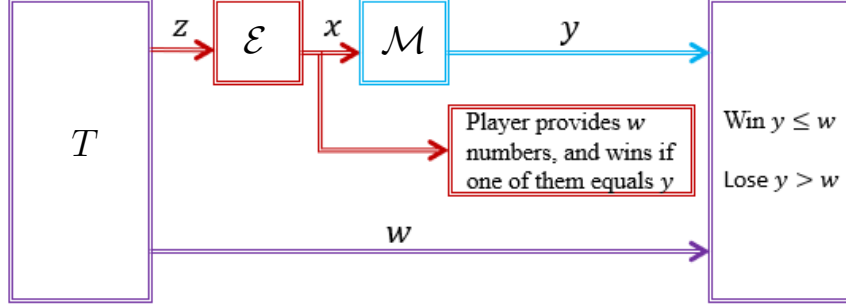 z
ℰ
x
ℳ
y
T
Player provides w
numbers, and wins if
one of them equals y
Win y ≤ w
Lose y > w
w